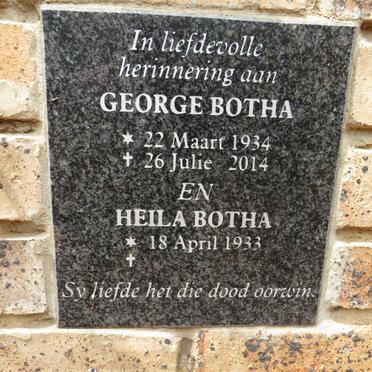 In liefdevolle
herinnering aan
GEORGE BOTHA
✶ 22 Maart 1934
✝ 26 Julie 2014
EN
HEILA BOTHA
✶ 18 April 1933
✝
Sy liefde het die dood oorwin.